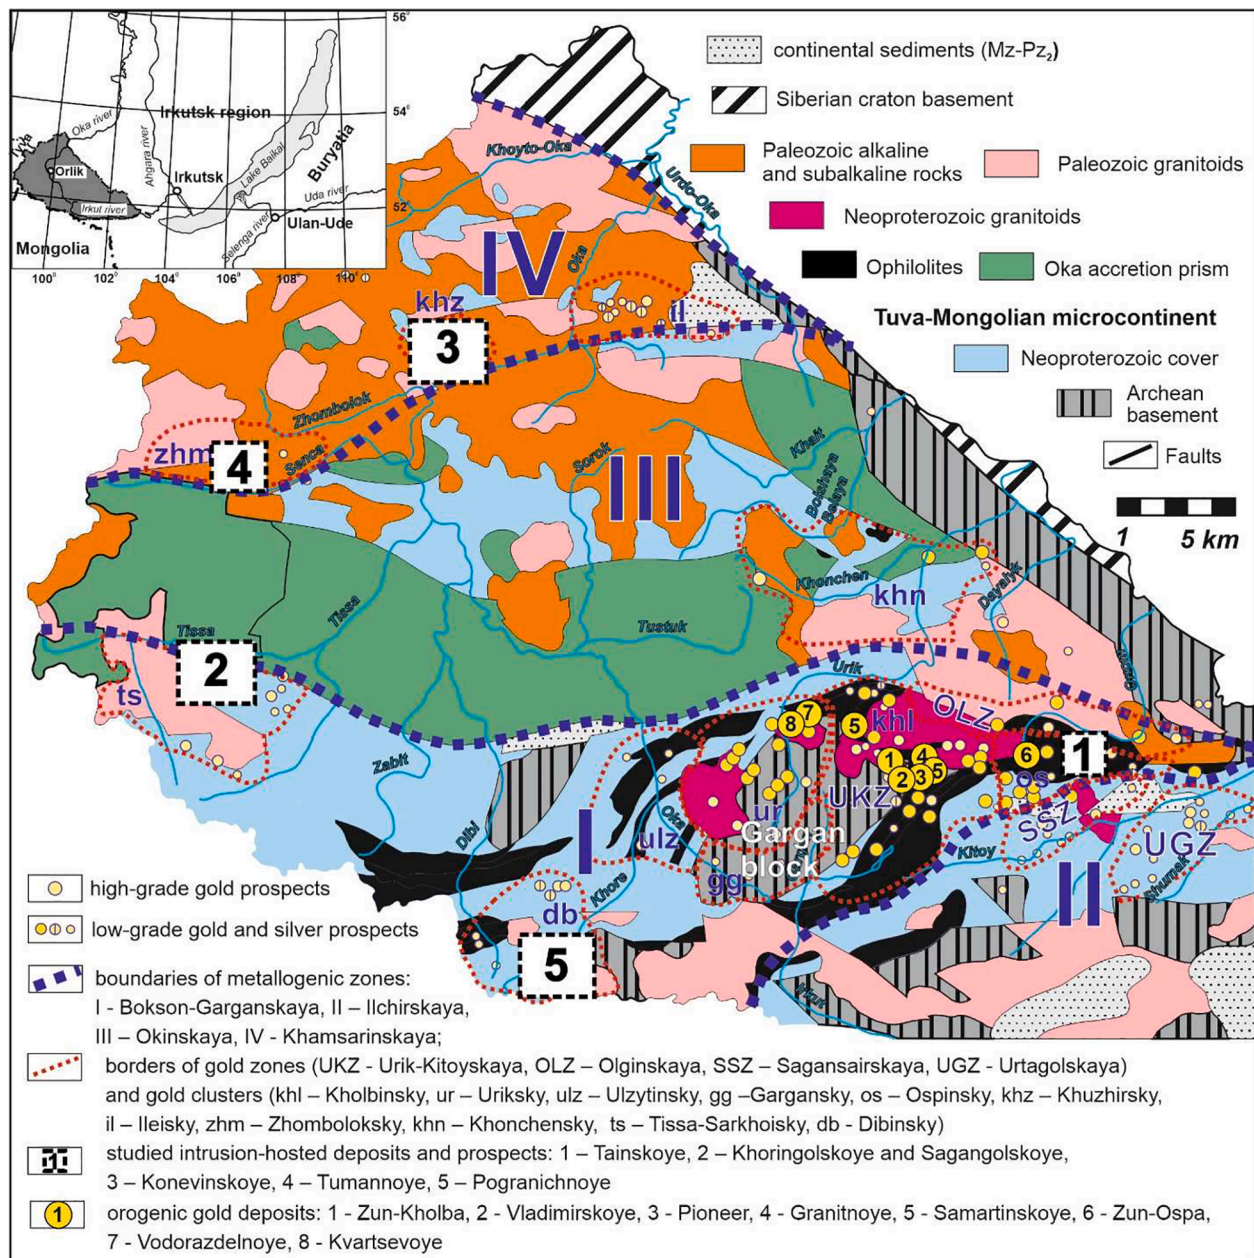 56°
54°
52°
100° 102° 104° 106° 108° 110°
Irkutsk region
Oka river
Ahgara river
Lake Baikal
Buryatia
Orlik
Irkutsk
Irkut river
Uda river
Selenga river
Ulan-Ude
Mongolia
continental sediments (Mz-Pz2)
Siberian craton basement
Paleozoic alkaline
and subalkaline rocks
Paleozoic granitoids
Neoproterozoic granitoids
Ophilolites
Oka accretion prism
Tuva-Mongolian microcontinent
Neoproterozoic cover
Archean
basement
Faults
1 5 km
Khoyto-Oka
Urdo-Oka
Oka
IV
khz
il
3
Zhombolok
zhm
4
Senca
Sorok
III
Khait
Bolshaya
Belaya
Khonchen
khn
Dayalyk
Tissa
Tissa
Tustuk
2
ts
Urik
OLZ
8
7
5
khl
1
4
2
3
5
6
1
os
Zabit
Dibi
I
ulz
Oka
ur
UKZ
Gargan
block
SSZ
UGZ
Kitoy
Shumak
II
gg
Khore
db
5
Irkut
high-grade gold prospects
low-grade gold and silver prospects
boundaries of metallogenic zones:
I - Bokson-Garganskaya, II – Ilchirskaya,
III – Okinskaya, IV - Khamsarinskaya;
borders of gold zones (UKZ - Urik-Kitoyskaya, OLZ – Olginskaya, SSZ – Sagansairskaya, UGZ - Urtagolskaya)
and gold clusters (khl – Kholbinsky, ur – Uriksky, ulz – Ulzytinsky, gg –Gargansky, os – Ospinsky, khz – Khuzhirsky,
il – Ileisky, zhm – Zhomboloksky, khn – Khonchensky, ts – Tissa-Sarkhoisky, db - Dibinsky)
1 studied intrusion-hosted deposits and prospects: 1 – Tainskoye, 2 – Khoringolskoye and Sagangolskoye,
3 – Konevinskoye, 4 – Tumannoye, 5 – Pogranichnoye
1 orogenic gold deposits: 1 - Zun-Kholba, 2 - Vladimirskoye, 3 - Pioneer, 4 - Granitnoye, 5 - Samartinskoye, 6 - Zun-Ospa,
7 - Vodorazdelnoye, 8 - Kvartsevoye